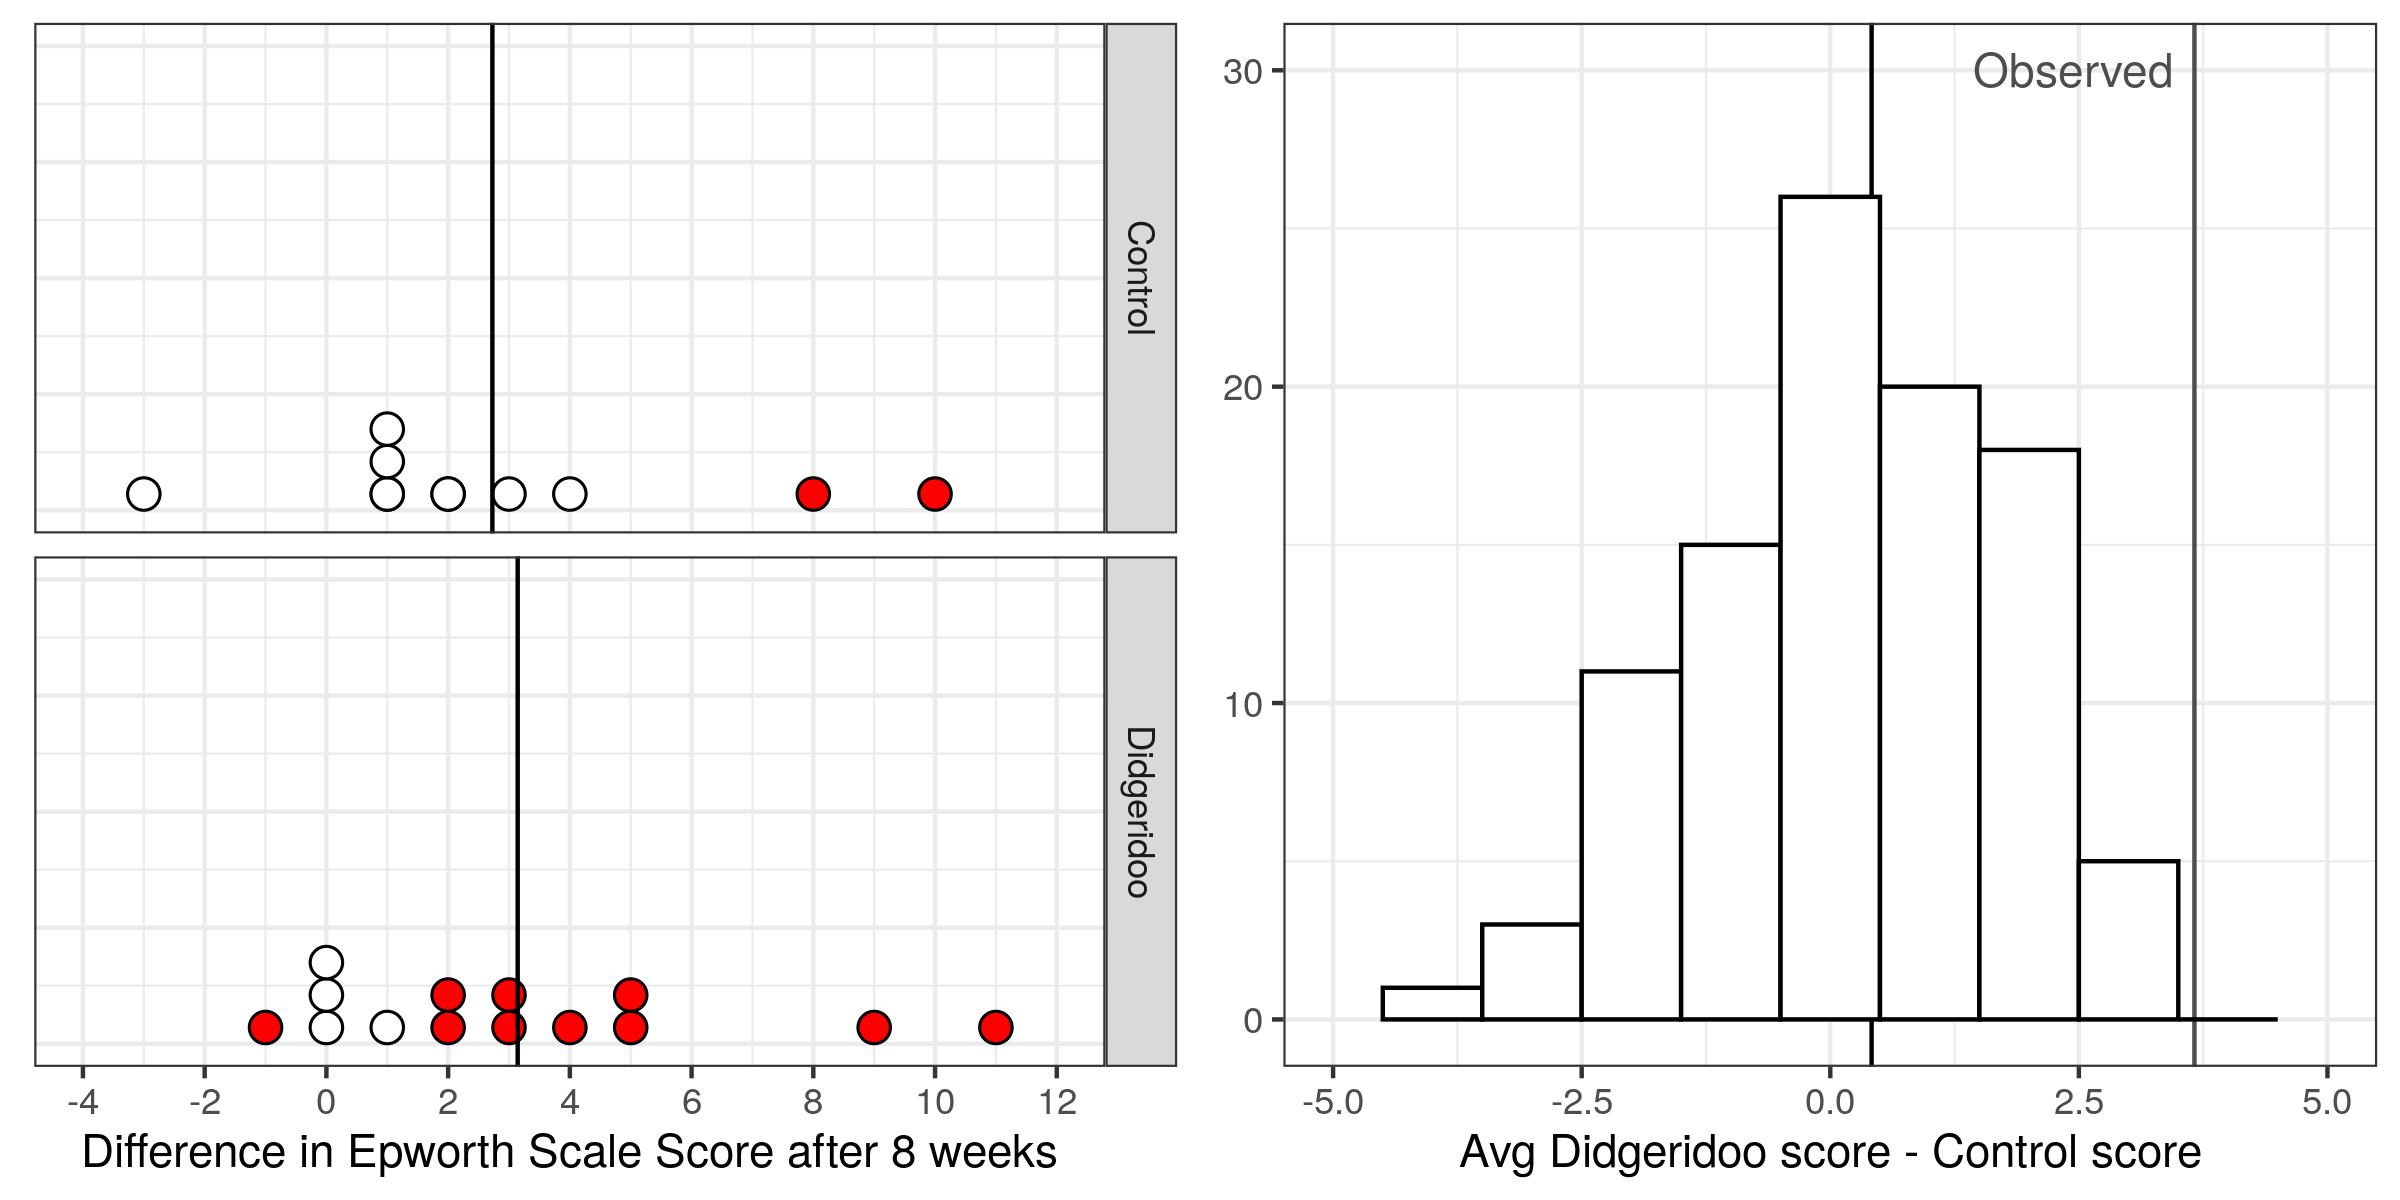 Control
Didgeridoo
-4 -2 0 2 4 6 8 10 12
Difference in Epworth Scale Score after 8 weeks
Observed
30
20
10
0
-5.0 -2.5 0.0 2.5 5.0
Avg Didgeridoo score - Control score